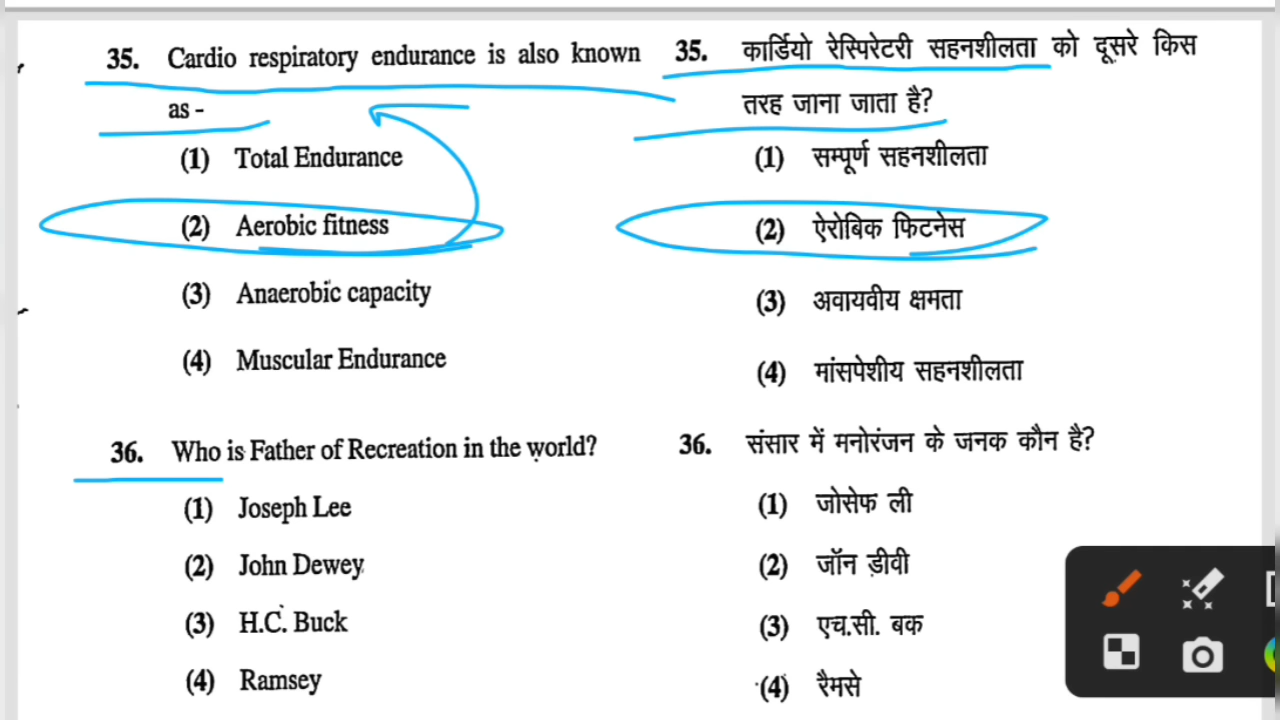 35. Cardio respiratory endurance is also known
as -
(1) Total Endurance
(2) Aerobic fitness
(3) Anaerobic capacity
(4) Muscular Endurance
36. Who is Father of Recreation in the world?
(1) Joseph Lee
(2) John Dewey
(3) H.C. Buck
(4) Ramsey
35. कार्डियो रेस्पिरेटरी सहनशीलता को दूसरे किस
तरह जाना जाता है?
(1) सम्पूर्ण सहनशीलता
(2) ऐरोबिक फिटनेस
(3) अवायवीय क्षमता
(4) मांसपेशीय सहनशीलता
36. संसार में मनोरंजन के जनक कौन है?
(1) जोसेफ ली
(2) जॉन ड़ीवी
(3) एच.सी. बक
(4) रैमसे